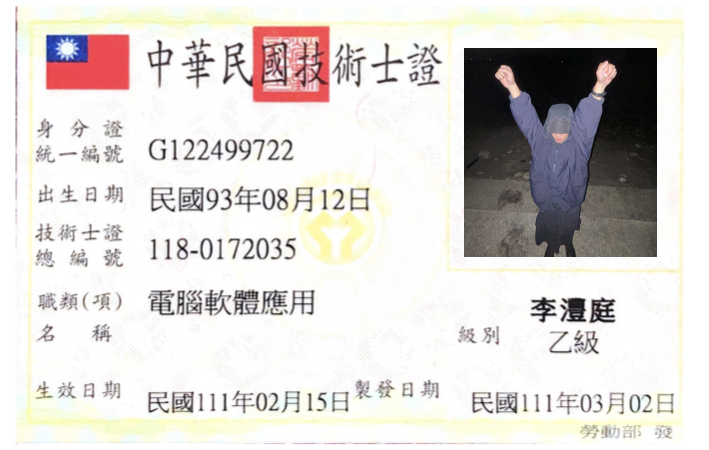 中華民國技術士證
身分證
統一編號 G122499722
出生日期 民國93年08月12日
技術士證
總編號 118-0172035
職類(項)
名稱 電腦軟體應用
李灃庭
級別 乙級
生效日期 民國111年02月15日 製發日期 民國111年03月02日
勞動部 發